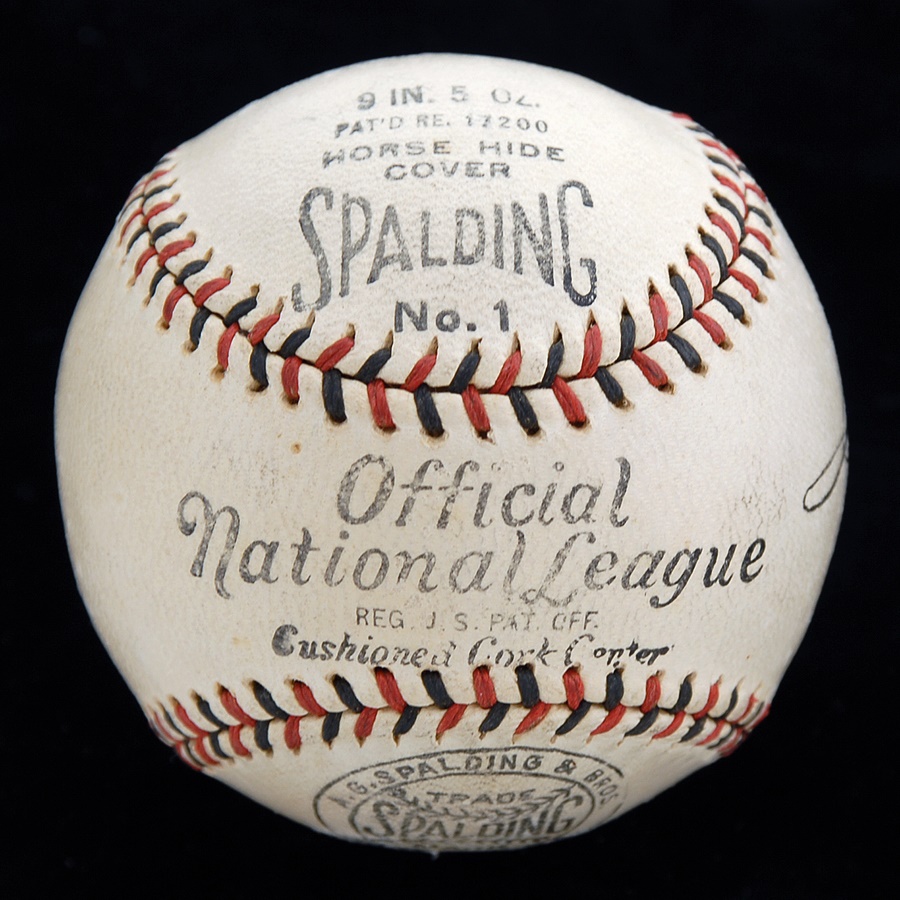 9 IN. 5 OZ.
PAT'D RE. 17200
HORSE HIDE
COVER
SPALDING
No. 1
Official
National League
REG. U.S. PAT. OFF.
Cushioned Cork Center
A.G. SPALDING & BROS.
TRADE
SPALDING